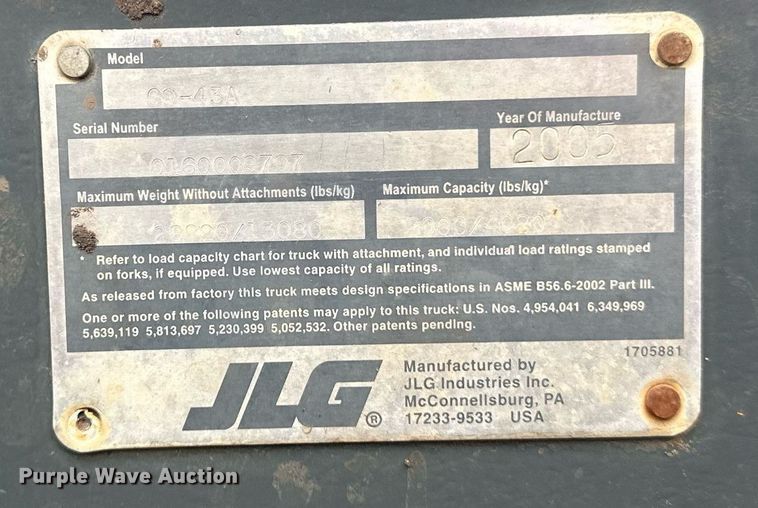 Model
G9-43A
Serial Number
Year Of Manufacture
2005
Maximum Weight Without Attachments (lbs/kg)
Maximum Capacity (lbs/kg)*
* Refer to load capacity chart for truck with attachment, and individual load ratings stamped
on forks, if equipped. Use lowest capacity of all ratings.
As released from factory this truck meets design specifications in ASME B56.6-2002 Part III.
One or more of the following patents may apply to this truck: U.S. Nos. 4,954,041 6,349,969
5,639,119 5,813,697 5,230,399 5,052,532. Other patents pending.
1705881
JLG®
Manufactured by
JLG Industries Inc.
McConnellsburg, PA
17233-9533 USA
Purple Wave Auction